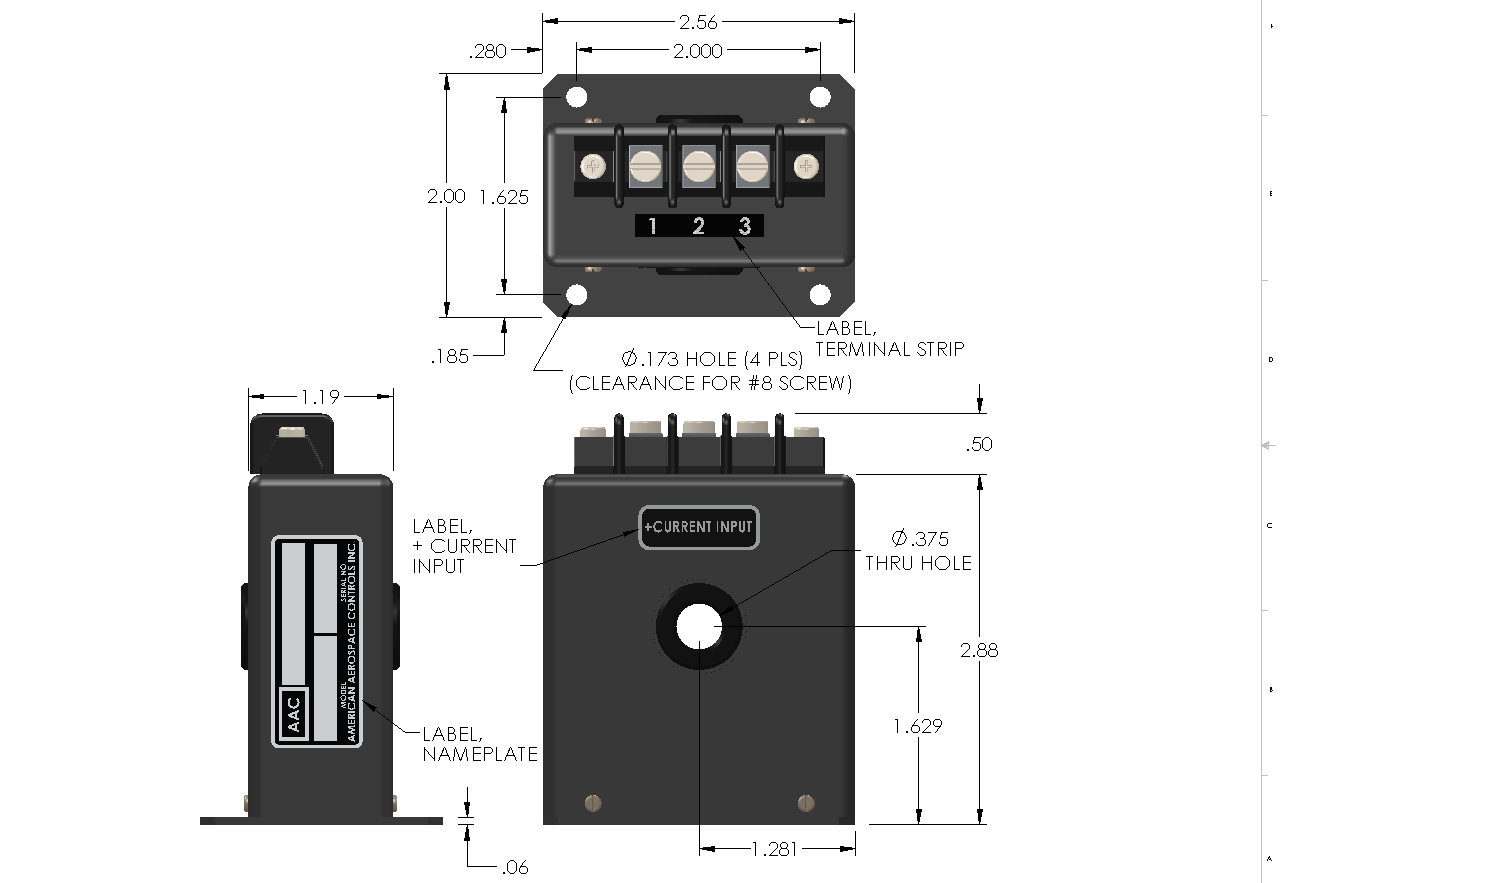 2.56
.280
2.000
2.00
1.625
1 2 3
.185
LABEL,
TERMINAL STRIP
Ø.173 HOLE (4 PLS)
(CLEARANCE FOR #8 SCREW)
1.19
.50
LABEL,
+ CURRENT
INPUT
+CURRENT INPUT
Ø.375
THRU HOLE
AAC
MODEL
SERIAL NO
AMERICAN AEROSPACE CONTROLS INC
2.88
1.629
LABEL,
NAMEPLATE
1.281
.06
F
E
D
C
B
A